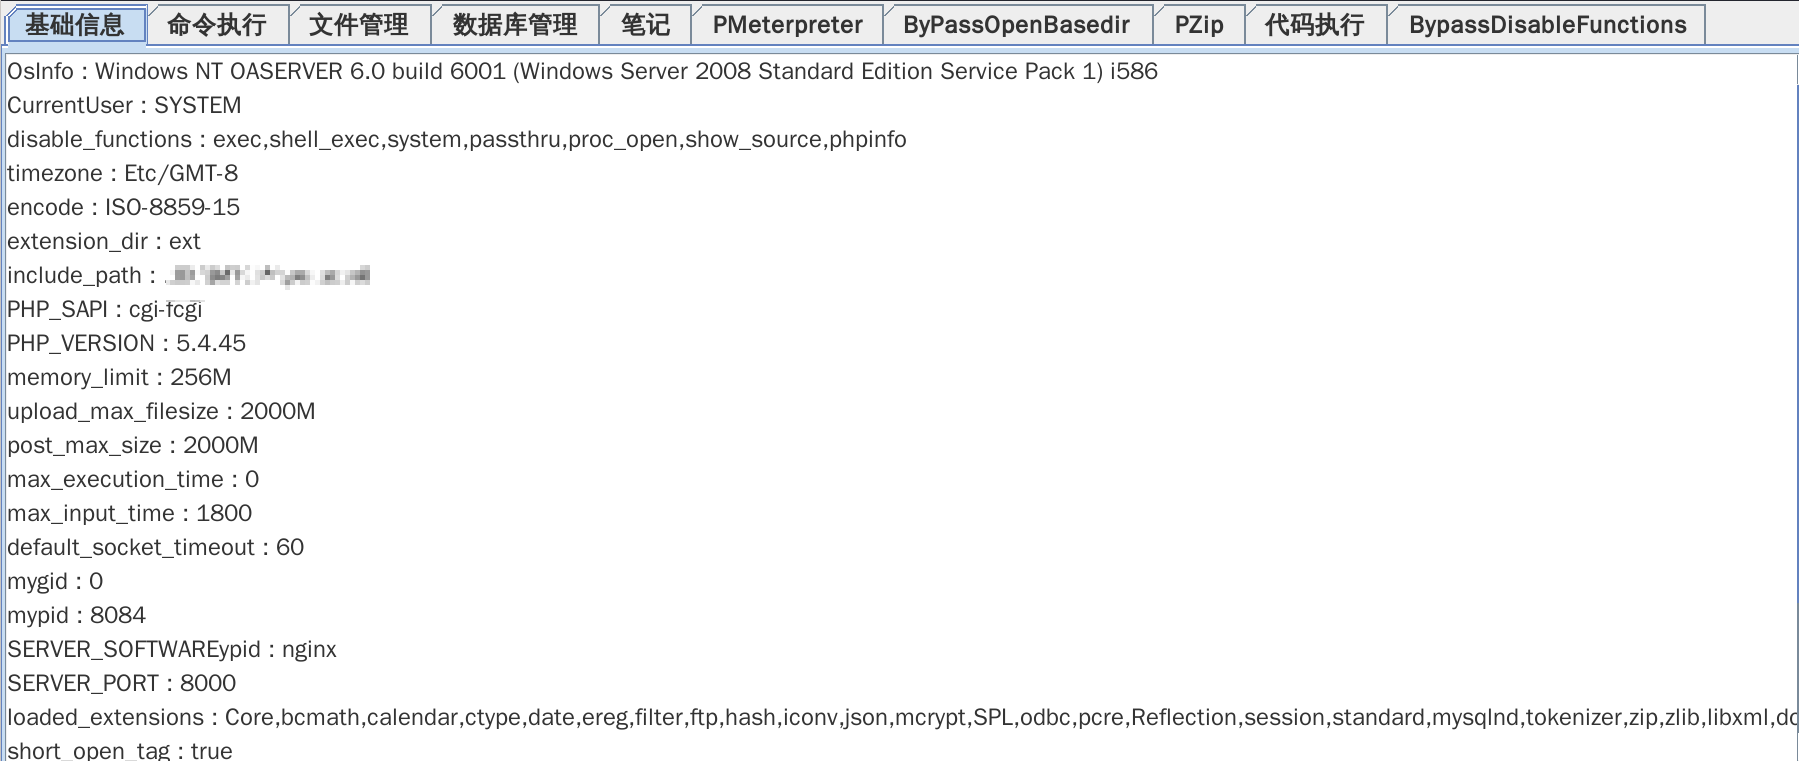 基础信息 命令执行 文件管理 数据库管理 笔记 PMeterpreter ByPassOpenBasedir PZip 代码执行 BypassDisableFunctions
OsInfo : Windows NT OASERVER 6.0 build 6001 (Windows Server 2008 Standard Edition Service Pack 1) i586
CurrentUser : SYSTEM
disable_functions : exec,shell_exec,system,passthru,proc_open,show_source,phpinfo
timezone : Etc/GMT-8
encode : ISO-8859-15
extension_dir : ext
include_path :
PHP_SAPI : cgi-fcgi
PHP_VERSION : 5.4.45
memory_limit : 256M
upload_max_filesize : 2000M
post_max_size : 2000M
max_execution_time : 0
max_input_time : 1800
default_socket_timeout : 60
mygid : 0
mypid : 8084
SERVER_SOFTWAREypid : nginx
SERVER_PORT : 8000
loaded_extensions : Core,bcmath,calendar,ctype,date,ereg,filter,ftp,hash,iconv,json,mcrypt,SPL,odbc,pcre,Reflection,session,standard,mysqlnd,tokenizer,zip,zlib,libxml,
short_open_tag : true